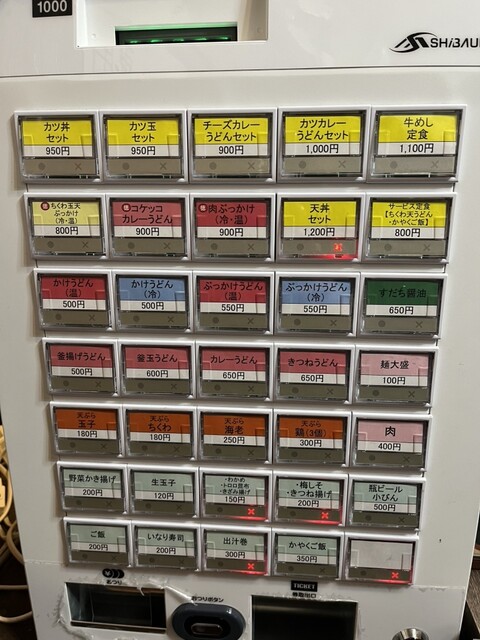 1000
SHiBAU
カツ丼
セット
950円
カツ玉
セット
950円
チーズカレー
うどんセット
900円
カツカレー
うどんセット
1,000円
牛めし
定食
1,100円
ちくわ玉天
ぶっかけ
(冷・温)
800円
コケッコ
カレーうどん
900円
肉ぶっかけ
(冷・温)
900円
天丼
セット
1,200円
サービス定食
【ちくわ天うどん
・かやくご飯】
800円
かけうどん
(温)
500円
かけうどん
(冷)
500円
ぶっかけうどん
(温)
550円
ぶっかけうどん
(冷)
550円
すだち醤油
650円
釜揚げうどん
500円
釜玉うどん
600円
カレーうどん
650円
きつねうどん
650円
麺大盛
100円
天ぷら
玉子
180円
天ぷら
ちくわ
180円
天ぷら
海老
250円
天ぷら
鶏(3個)
300円
肉
400円
野菜かき揚げ
200円
生玉子
120円
・わかめ
・トロロ昆布
・きざみ揚げ
150円
・梅しそ
・きつね揚げ
200円
瓶ビール
小びん
500円
ご飯
200円
いなり寿司
200円
出汁巻
300円
かやくご飯
350円
おつり
おつりボタン
TICKET
券取出口